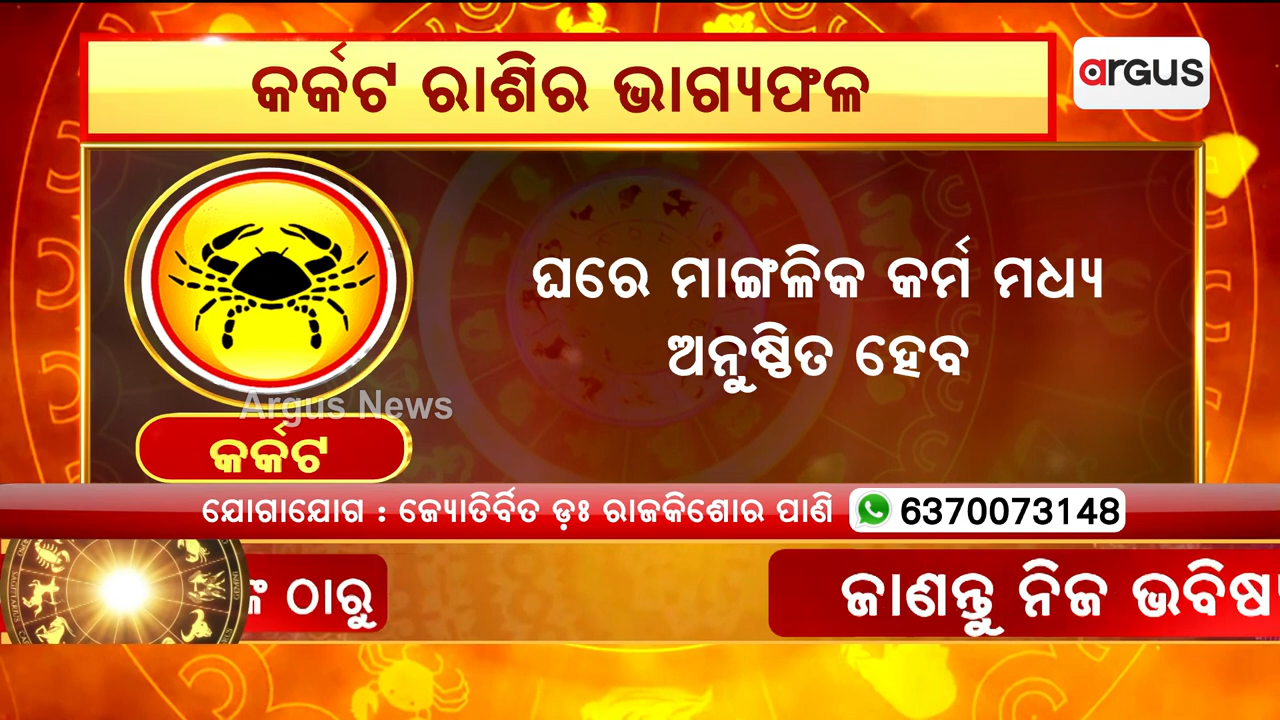 କର୍କଟ ରାଶିର ଭାଗ୍ୟଫଳ
argus
ଘରେ ମାଙ୍ଗଳିକ କର୍ମ ମଧ୍ୟ
ଅନୁଷ୍ଠିତ ହେବ
Argus News
କର୍କଟ
ଯୋଗାଯୋଗ : ଜ୍ୟୋତିର୍ବିତ ଡ଼ଃ ରାଜକିଶୋର ପାଣି 6370073148
ଠାରୁ
ଜାଣନ୍ତୁ ନିଜ